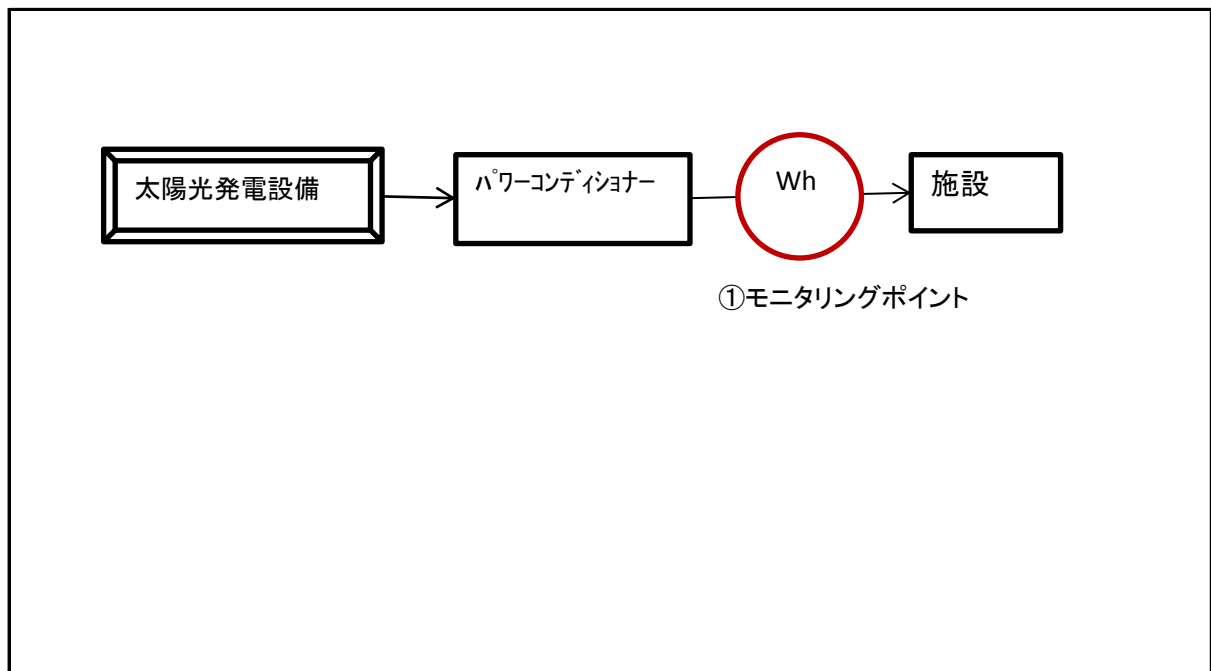 太陽光発電設備
ﾊﾟワーコンディショナー
Wh
施設
①モニタリングポイント